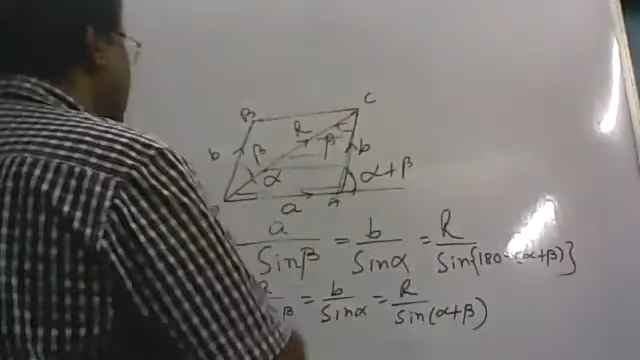 B C
b β R β b
α α+β
a A
a/Sinβ = b/Sinα = R/Sin{180-(α+β)}
β = b/Sinα = R/Sin(α+β)